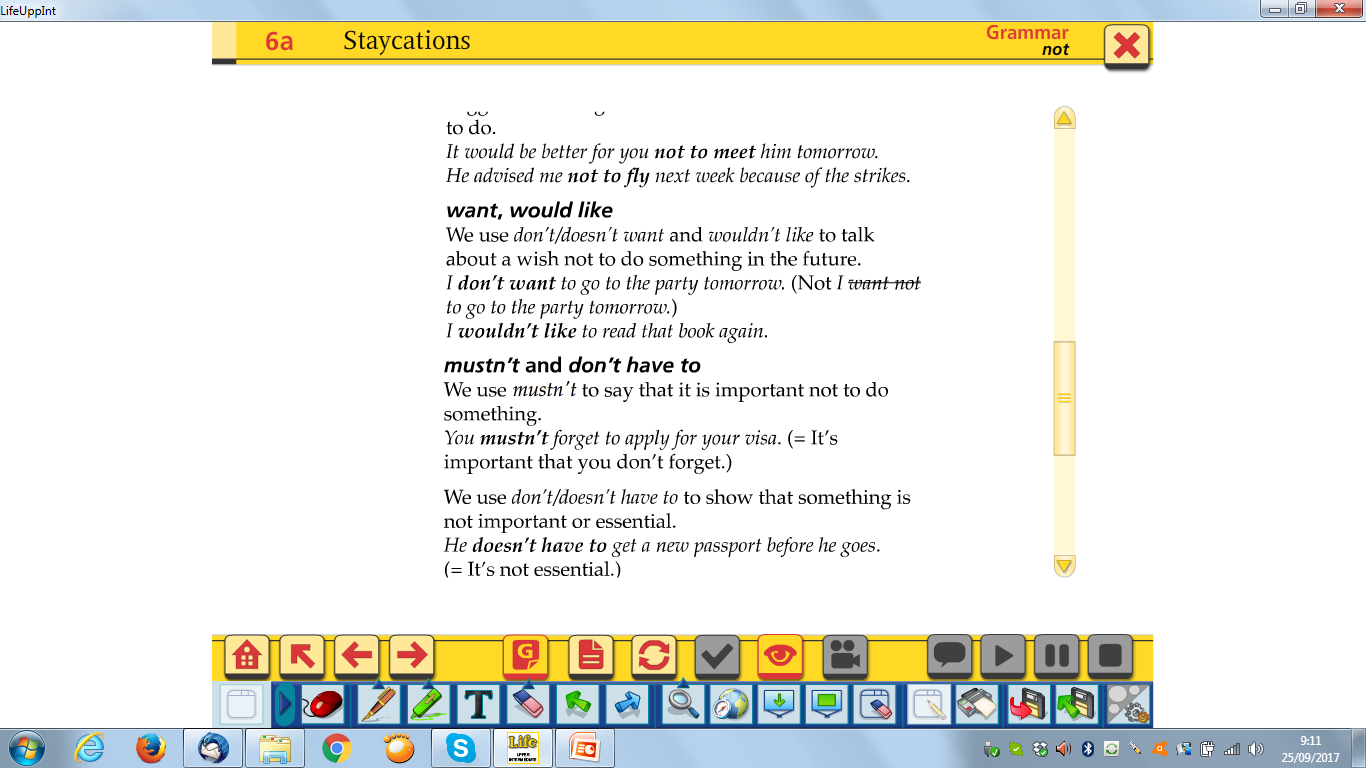 LifeUppInt
6a Staycations Grammar
not
to do.
It would be better for you not to meet him tomorrow.
He advised me not to fly next week because of the strikes.
want, would like
We use don't/doesn't want and wouldn't like to talk
about a wish not to do something in the future.
I don't want to go to the party tomorrow. (Not I want not
to go to the party tomorrow.)
I wouldn't like to read that book again.
mustn't and don't have to
We use mustn't to say that it is important not to do
something.
You mustn't forget to apply for your visa. (= It's
important that you don't forget.)
We use don't/doesn't have to to show that something is
not important or essential.
He doesn't have to get a new passport before he goes.
(= It's not essential.)
G
T
Life
UPPER
INTERMEDIATE
9:11
25/09/2017